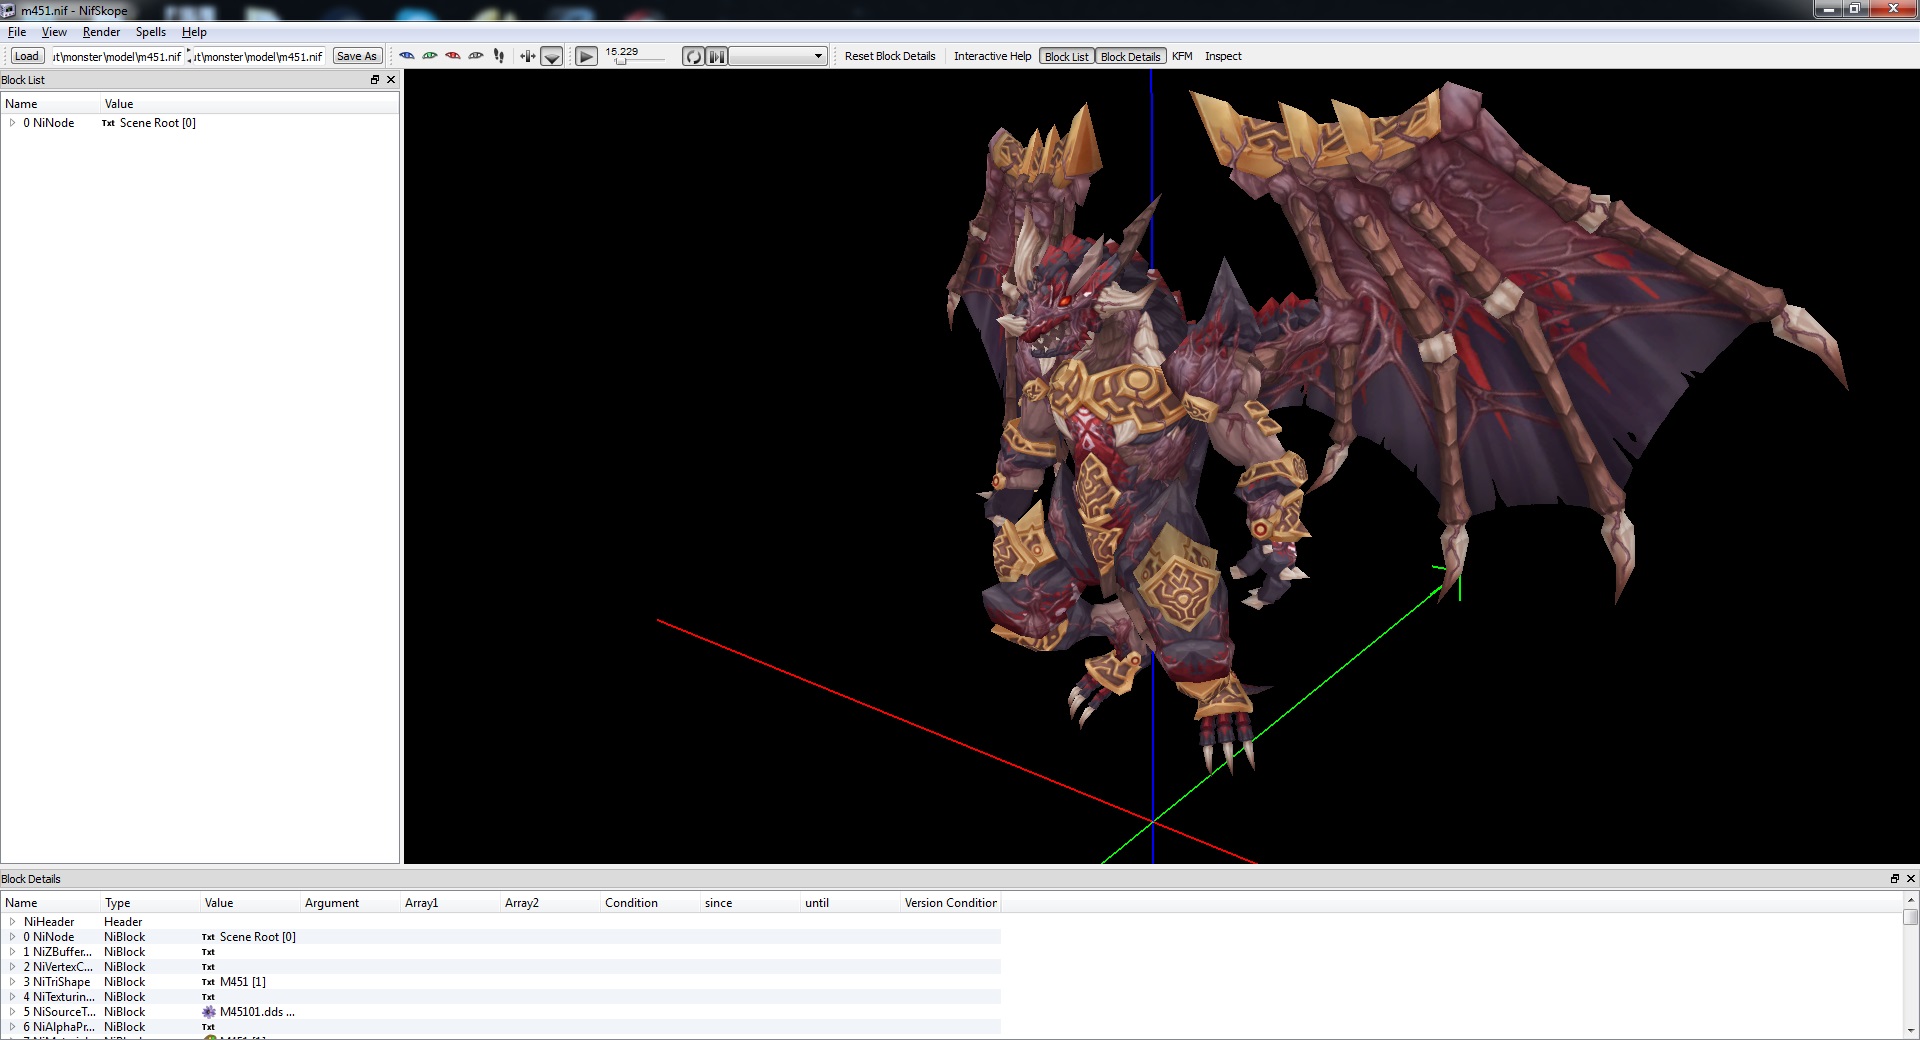 m451.nif - NifSkope
File View Render Spells Help
Load ut\monster\model\m451.nif ut\monster\model\m451.nif Save As 15.229 Reset Block Details Interactive Help Block List Block Details KFM Inspect
Block List
Name Value
0 NiNode Txt Scene Root [0]
Block Details
Name Type Value Argument Array1 Array2 Condition since until Version Condition
NiHeader Header
0 NiNode NiBlock Txt Scene Root [0]
1 NiZBuffer... NiBlock Txt
2 NiVertexC... NiBlock Txt
3 NiTriShape NiBlock Txt M451 [1]
4 NiTexturin... NiBlock Txt
5 NiSourceT... NiBlock M45101.dds ...
6 NiAlphaPr... NiBlock Txt